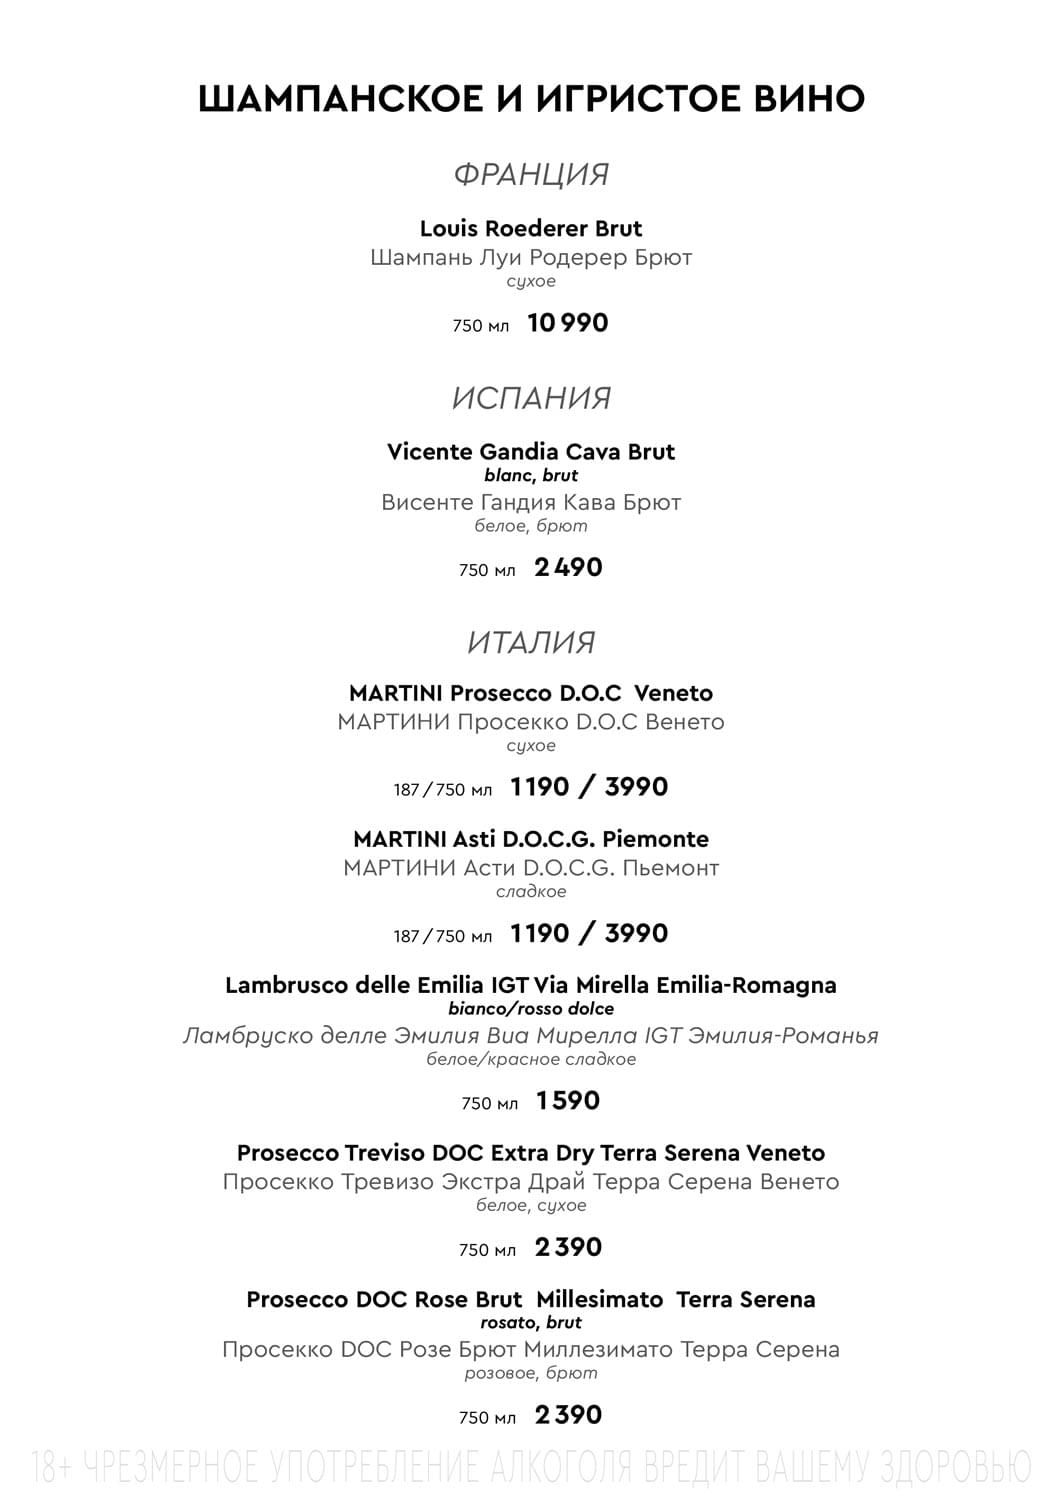 ШАМПАНСКОЕ И ИГРИСТОЕ ВИНО
ФРАНЦИЯ
Louis Roederer Brut
Шампань Луи Родерер Брют
сухое
750 мл 10 990
ИСПАНИЯ
Vicente Gandia Cava Brut
blanc, brut
Висенте Гандия Кава Брют
белое, брют
750 мл 2 490
ИТАЛИЯ
MARTINI Prosecco D.O.C Veneto
МАРТИНИ Просекко D.O.C Венето
сухое
187 / 750 мл 1 190 / 3990
MARTINI Asti D.O.C.G. Piemonte
МАРТИНИ Асти D.O.C.G. Пьемонт
сладкое
187 / 750 мл 1 190 / 3990
Lambrusco delle Emilia IGT Via Mirella Emilia-Romagna
bianco/rosso dolce
Ламбруско делле Эмилия Виа Мирелла IGT Эмилия-Романья
белое/красное сладкое
750 мл 1 590
Prosecco Treviso DOC Extra Dry Terra Serena Veneto
Просекко Тревизо Экстра Драй Терра Серена Венето
белое, сухое
750 мл 2 390
Prosecco DOC Rose Brut Millesimato Terra Serena
rosato, brut
Просекко DOC Розе Брют Миллезимато Терра Серена
розовое, брют
750 мл 2 390
18+ ЧРЕЗМЕРНОЕ УПОТРЕБЛЕНИЕ АЛКОГОЛЯ ВРЕДИТ ВАШЕМУ ЗДОРОВЬЮ